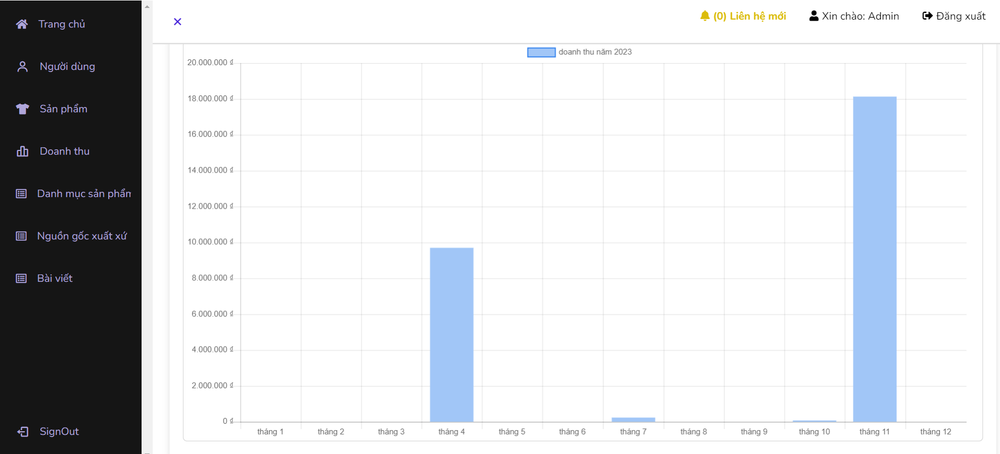 Trang chủ
Người dùng
Sản phẩm
Doanh thu
Danh mục sản phẩm
Nguồn gốc xuất xứ
Bài viết
SignOut
(0) Liên hệ mới
Xin chào: Admin
Đăng xuất
doanh thu năm 2023
20.000.000 ₫
18.000.000 ₫
16.000.000 ₫
14.000.000 ₫
12.000.000 ₫
10.000.000 ₫
8.000.000 ₫
6.000.000 ₫
4.000.000 ₫
2.000.000 ₫
0 ₫
tháng 1 tháng 2 tháng 3 tháng 4 tháng 5 tháng 6 tháng 7 tháng 8 tháng 9 tháng 10 tháng 11 tháng 12